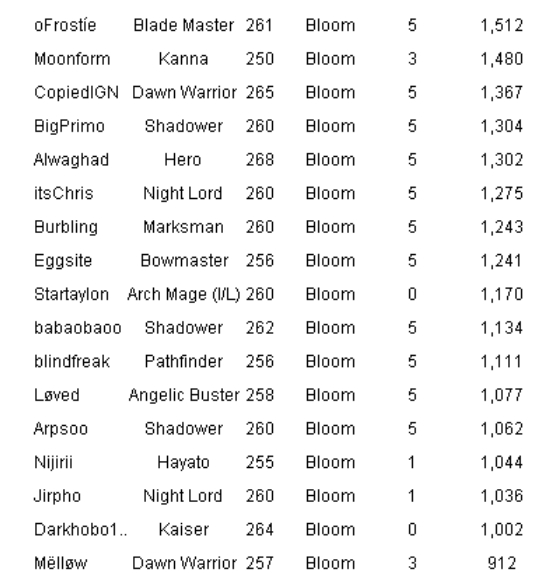 oFrostíe Blade Master 261 Bloom 5 1,512
Moonform Kanna 250 Bloom 3 1,480
CopiedIGN Dawn Warrior 265 Bloom 5 1,367
BigPrimo Shadower 260 Bloom 5 1,304
Alwaghad Hero 268 Bloom 5 1,302
itsChris Night Lord 260 Bloom 5 1,275
Burbling Marksman 260 Bloom 5 1,243
Eggsite Bowmaster 256 Bloom 5 1,241
Startaylon Arch Mage (I/L) 260 Bloom 0 1,170
babaobaoo Shadower 262 Bloom 5 1,134
blindfreak Pathfinder 256 Bloom 5 1,111
Løved Angelic Buster 258 Bloom 5 1,077
Arpsoo Shadower 260 Bloom 5 1,062
Nijirii Hayato 255 Bloom 1 1,044
Jirpho Night Lord 260 Bloom 1 1,036
Darkhobo1.. Kaiser 264 Bloom 0 1,002
Mëlløw Dawn Warrior 257 Bloom 3 912